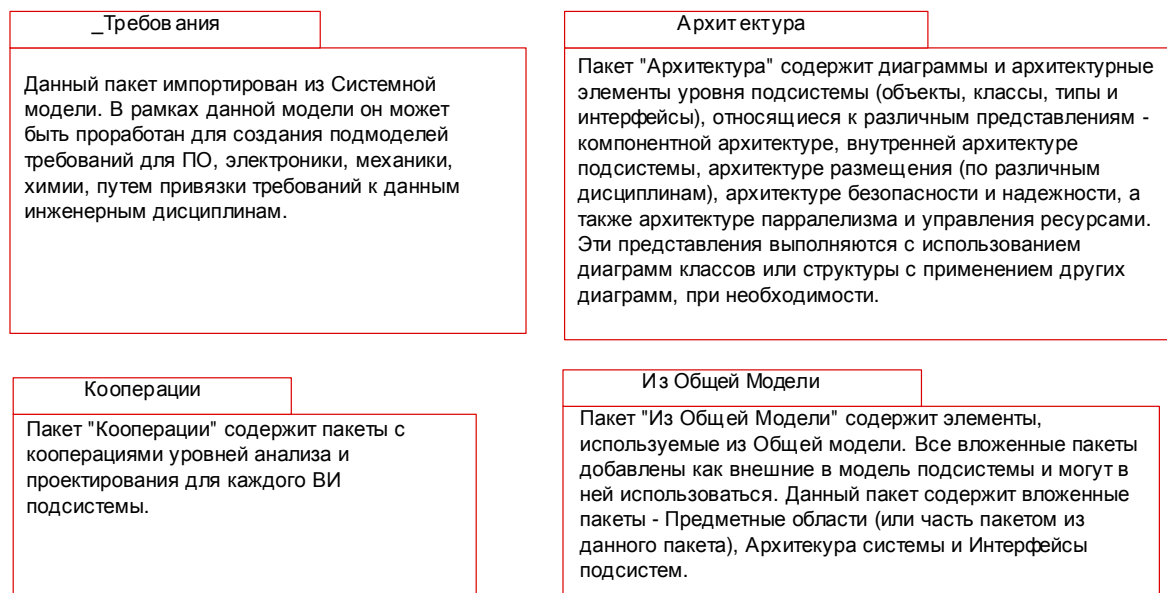 _Требования
Данный пакет импортирован из Системной
модели. В рамках данной модели он может
быть проработан для создания подмоделей
требований для ПО, электроники, механики,
химии, путем привязки требований к данным
инженерным дисциплинам.
Архитектура
Пакет "Архитектура" содержит диаграммы и архитектурные
элементы уровня подсистемы (объекты, классы, типы и
интерфейсы), относящиеся к различным представлениям -
компонентной архитектуре, внутренней архитектуре
подсистемы, архитектуре размещения (по различным
дисциплинам), архитектуре безопасности и надежности, а
также архитектуре парралелизма и управления ресурсами.
Эти представления выполняются с использованием
диаграмм классов или структуры с применением других
диаграмм, при необходимости.
Кооперации
Пакет "Кооперации" содержит пакеты с
кооперациями уровней анализа и
проектирования для каждого ВИ
подсистемы.
Из Общей Модели
Пакет "Из Общей Модели" содержит элементы,
используемые из Общей модели. Все вложенные пакеты
добавлены как внешние в модель подсистемы и могут в
ней использоваться. Данный пакет содержит вложенные
пакеты - Предметные области (или часть пакетом из
данного пакета), Архитекура системы и Интерфейсы
подсистем.